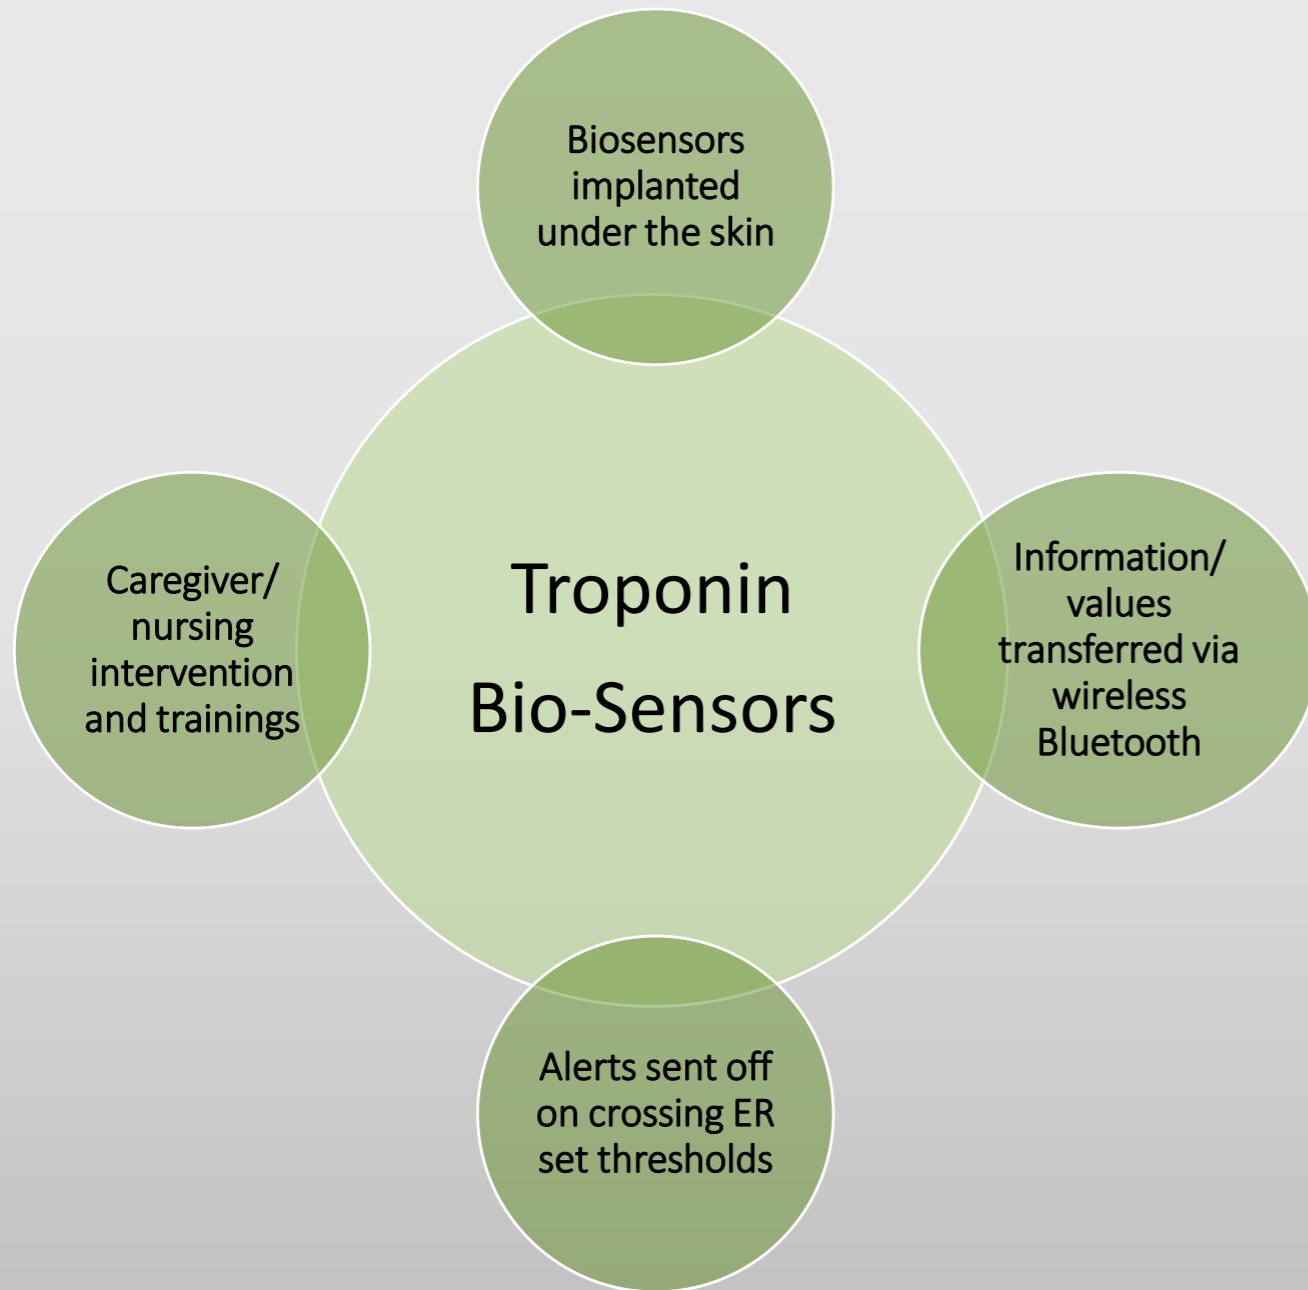 Biosensors
implanted
under the skin
Caregiver/
nursing
intervention
and trainings
Troponin
Bio-Sensors
Information/
values
transferred via
wireless
Bluetooth
Alerts sent off
on crossing ER
set thresholds